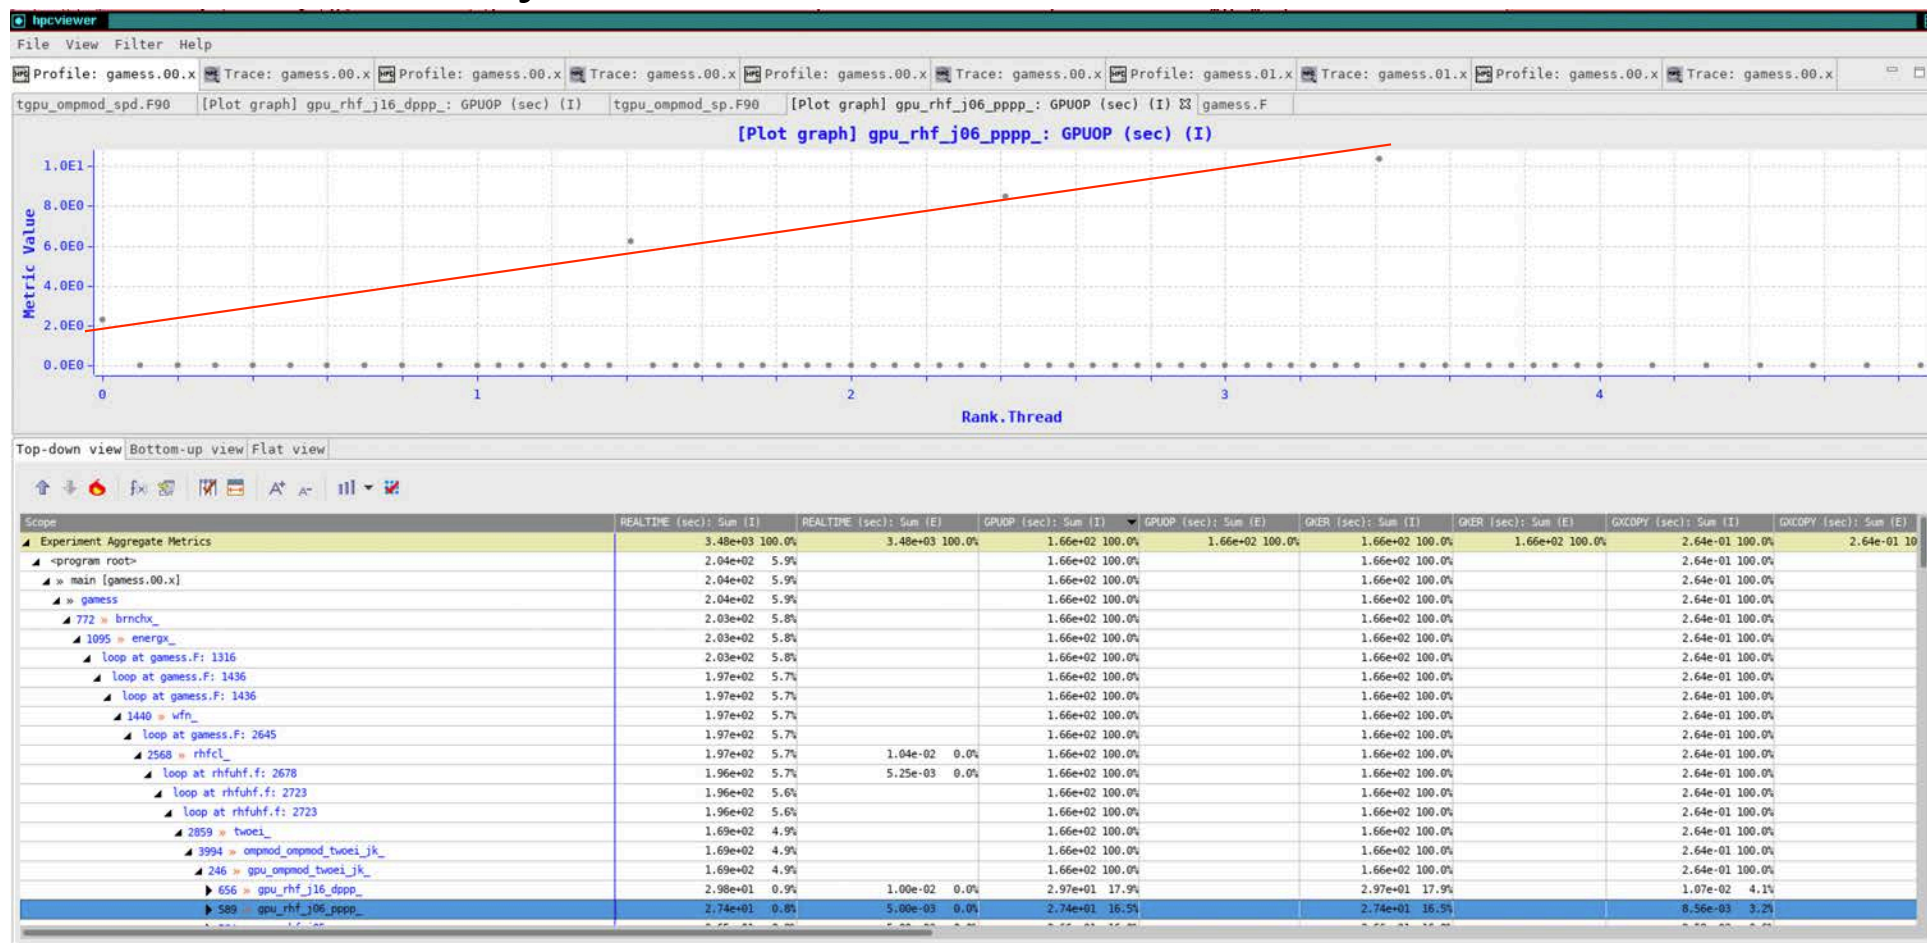 hpcviewer
File View Filter Help
Profile: gamess.00.x Trace: gamess.00.x Profile: gamess.00.x Trace: gamess.00.x Profile: gamess.00.x Trace: gamess.00.x Profile: gamess.01.x Trace: gamess.01.x Profile: gamess.00.x Trace: gamess.00.x
tgpu_ompmod_spd.F90 [Plot graph] gpu_rhf_j16_dppp_: GPUOP (sec) (I) tgpu_ompmod_sp.F90 [Plot graph] gpu_rhf_j06_pppp_: GPUOP (sec) (I) gamess.F
[Plot graph] gpu_rhf_j06_pppp_: GPUOP (sec) (I)
1.0E1
8.0E0
6.0E0
4.0E0
2.0E0
0.0E0
Metric Value
0 1 2 3 4
Rank.Thread
Top-down view Bottom-up view Flat view
Scope REALTIME (sec): Sum (I) REALTIME (sec): Sum (E) GPUOP (sec): Sum (I) GPUOP (sec): Sum (E) GKER (sec): Sum (I) GKER (sec): Sum (E) GXCOPY (sec): Sum (I) GXCOPY (sec): Sum (E)
Experiment Aggregate Metrics 3.48e+03 100.0% 3.48e+03 100.0% 1.66e+02 100.0% 1.66e+02 100.0% 1.66e+02 100.0% 1.66e+02 100.0% 2.64e-01 100.0% 2.64e-01 10
<program root> 2.04e+02 5.9% 1.66e+02 100.0% 1.66e+02 100.0% 2.64e-01 100.0%
» main [gamess.00.x] 2.04e+02 5.9% 1.66e+02 100.0% 1.66e+02 100.0% 2.64e-01 100.0%
» gamess 2.04e+02 5.9% 1.66e+02 100.0% 1.66e+02 100.0% 2.64e-01 100.0%
772 » brnchx_ 2.03e+02 5.8% 1.66e+02 100.0% 1.66e+02 100.0% 2.64e-01 100.0%
1095 » energx_ 2.03e+02 5.8% 1.66e+02 100.0% 1.66e+02 100.0% 2.64e-01 100.0%
loop at gamess.F: 1316 2.03e+02 5.8% 1.66e+02 100.0% 1.66e+02 100.0% 2.64e-01 100.0%
loop at gamess.F: 1436 1.97e+02 5.7% 1.66e+02 100.0% 1.66e+02 100.0% 2.64e-01 100.0%
loop at gamess.F: 1436 1.97e+02 5.7% 1.66e+02 100.0% 1.66e+02 100.0% 2.64e-01 100.0%
1440 » wfn_ 1.97e+02 5.7% 1.66e+02 100.0% 1.66e+02 100.0% 2.64e-01 100.0%
loop at gamess.F: 2645 1.97e+02 5.7% 1.66e+02 100.0% 1.66e+02 100.0% 2.64e-01 100.0%
2568 » rhfcl_ 1.97e+02 5.7% 1.04e-02 0.0% 1.66e+02 100.0% 1.66e+02 100.0% 2.64e-01 100.0%
loop at rhfuhf.f: 2678 1.96e+02 5.7% 5.25e-03 0.0% 1.66e+02 100.0% 1.66e+02 100.0% 2.64e-01 100.0%
loop at rhfuhf.f: 2723 1.96e+02 5.6% 1.66e+02 100.0% 1.66e+02 100.0% 2.64e-01 100.0%
loop at rhfuhf.f: 2723 1.96e+02 5.6% 1.66e+02 100.0% 1.66e+02 100.0% 2.64e-01 100.0%
2859 » twoei_ 1.69e+02 4.9% 1.66e+02 100.0% 1.66e+02 100.0% 2.64e-01 100.0%
3994 » ompmod_ompmod_twoei_jk_ 1.69e+02 4.9% 1.66e+02 100.0% 1.66e+02 100.0% 2.64e-01 100.0%
246 » gpu_ompmod_twoei_jk_ 1.69e+02 4.9% 1.66e+02 100.0% 1.66e+02 100.0% 2.64e-01 100.0%
656 » gpu_rhf_j16_dppp_ 2.98e+01 0.9% 1.00e-02 0.0% 2.97e+01 17.9% 2.97e+01 17.9% 1.07e-02 4.1%
589 » gpu_rhf_j06_pppp_ 2.74e+01 0.8% 5.00e-03 0.0% 2.74e+01 16.5% 2.74e+01 16.5% 8.56e-03 3.2%